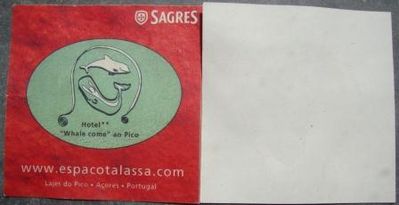 SAGRES
Hotel**
"Whale come" ao Pico
www.espacotalassa.com
Lajes do Pico • Açores • Portugal